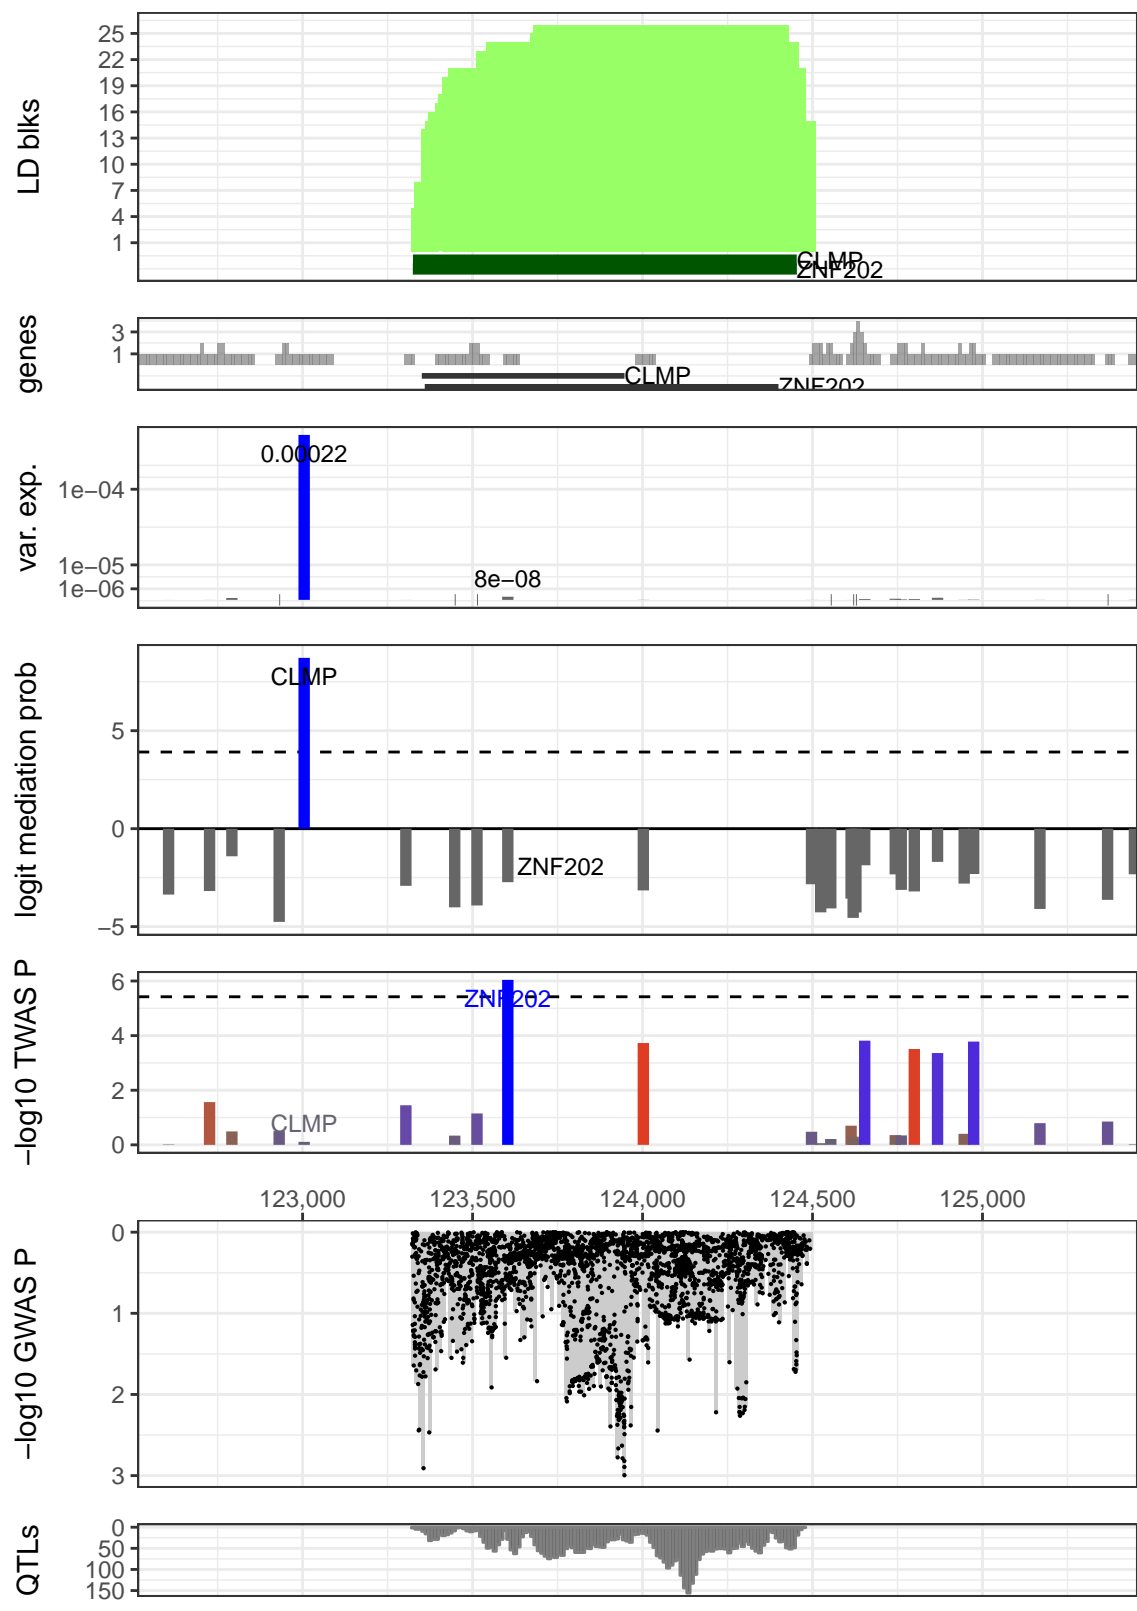 LD blks
25
22
19
16
13
10
7
4
1
CLMP
ZNF202
genes
3
1
CLMP
ZNF202
var. exp.
0.00022
1e−04
8e−08
1e−05
1e−06
logit mediation prob
CLMP
5
0
ZNF202
−5
−log10 TWAS P
6
ZNF202
4
2
CLMP
0
123,000 123,500 124,000 124,500 125,000
−log10 GWAS P
0
1
2
3
QTLs
0
50
100
150